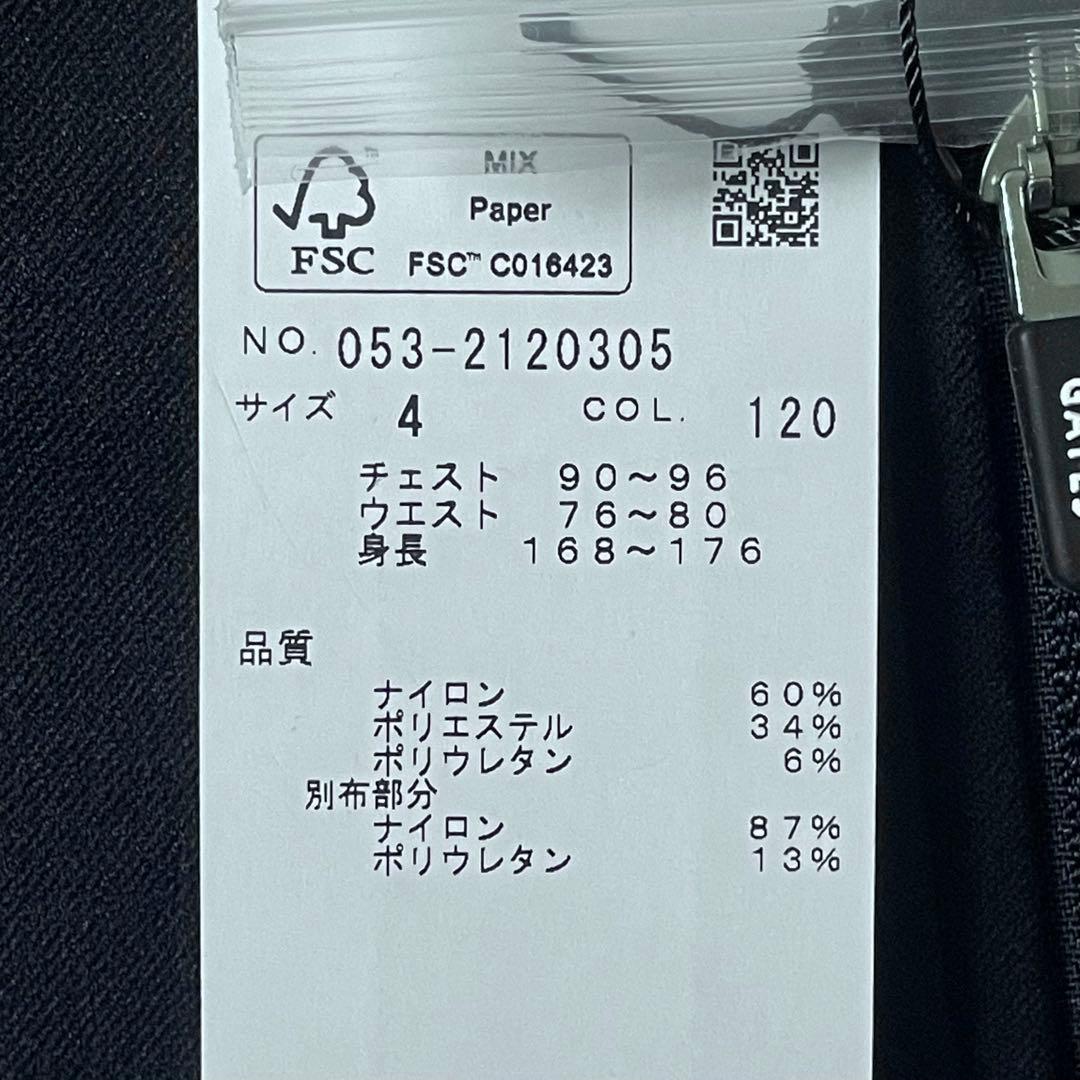 MIX
Paper
FSC
FSC™ C016423
NO. 053-2120305
サイズ 4 COL. 120
チェスト 90~96
ウエスト 76~80
身長 168~176
品質
ナイロン 60%
ポリエステル 34%
ポリウレタン 6%
別布部分
ナイロン 87%
ポリウレタン 13%